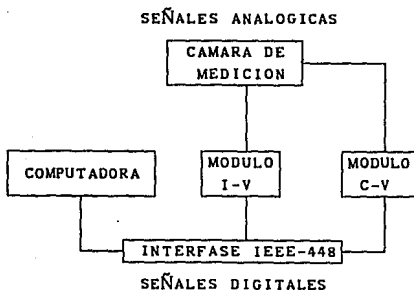 SEÑALES ANALOGICAS
CAMARA DE
MEDICION
COMPUTADORA
MODULO
I-V
MODULO
C-V
INTERFASE IEEE-448
SEÑALES DIGITALES